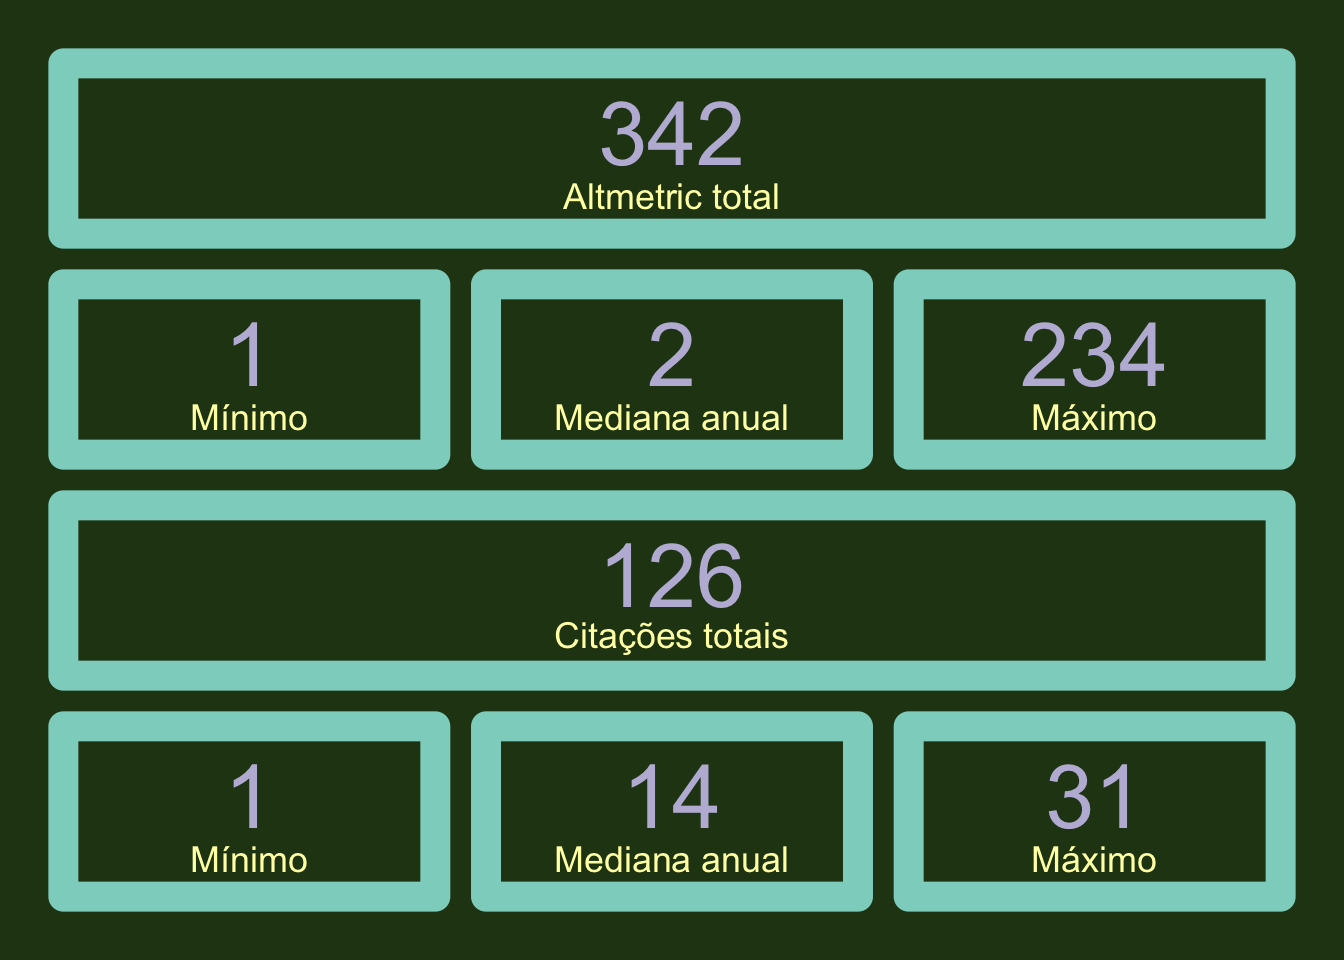 342
Altmetric total
1
Mínimo
2
Mediana anual
234
Máximo
126
Citações totais
1
Mínimo
14
Mediana anual
31
Máximo